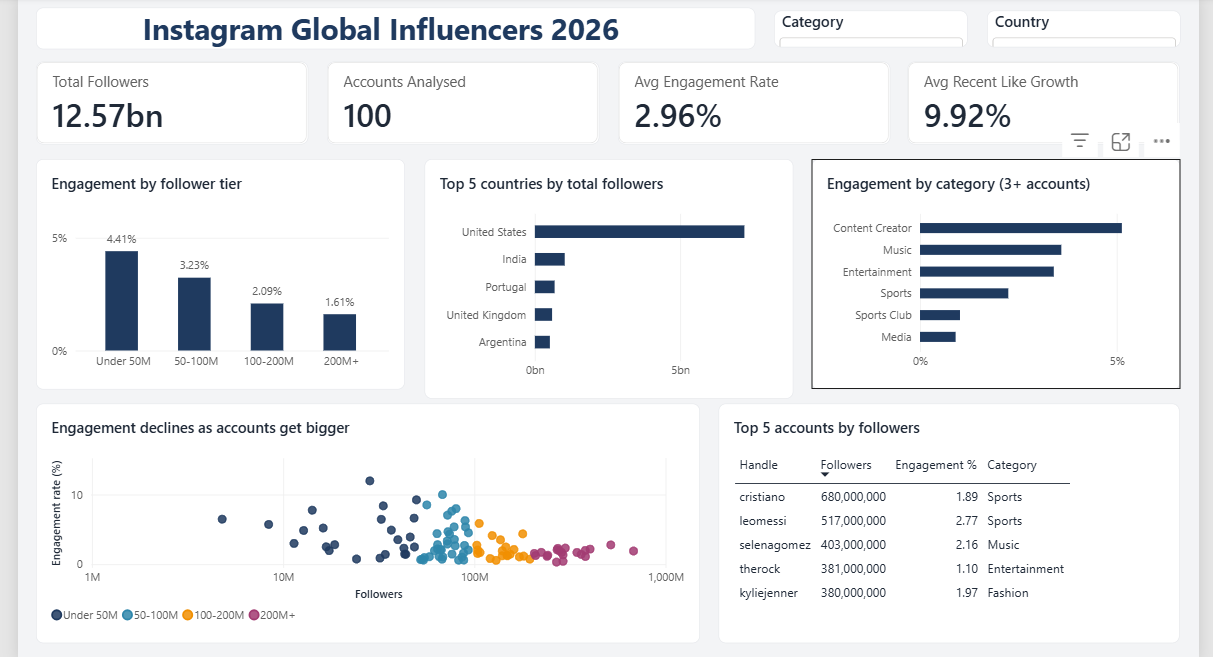 Instagram Global Influencers 2026
Category
Country
Total Followers
12.57bn
Accounts Analysed
100
Avg Engagement Rate
2.96%
Avg Recent Like Growth
9.92%
Engagement by follower tier
5%
0%
4.41%
3.23%
2.09%
1.61%
Under 50M
50-100M
100-200M
200M+
Top 5 countries by total followers
United States
India
Portugal
United Kingdom
Argentina
0bn
5bn
Engagement by category (3+ accounts)
Content Creator
Music
Entertainment
Sports
Sports Club
Media
0%
5%
Engagement declines as accounts get bigger
Engagement rate (%)
10
0
1M
10M
100M
1,000M
Followers
Under 50M 50-100M 100-200M 200M+
Top 5 accounts by followers
Handle Followers Engagement % Category
cristiano 680,000,000 1.89 Sports
leomessi 517,000,000 2.77 Sports
selenagomez 403,000,000 2.16 Music
therock 381,000,000 1.10 Entertainment
kyliejenner 380,000,000 1.97 Fashion